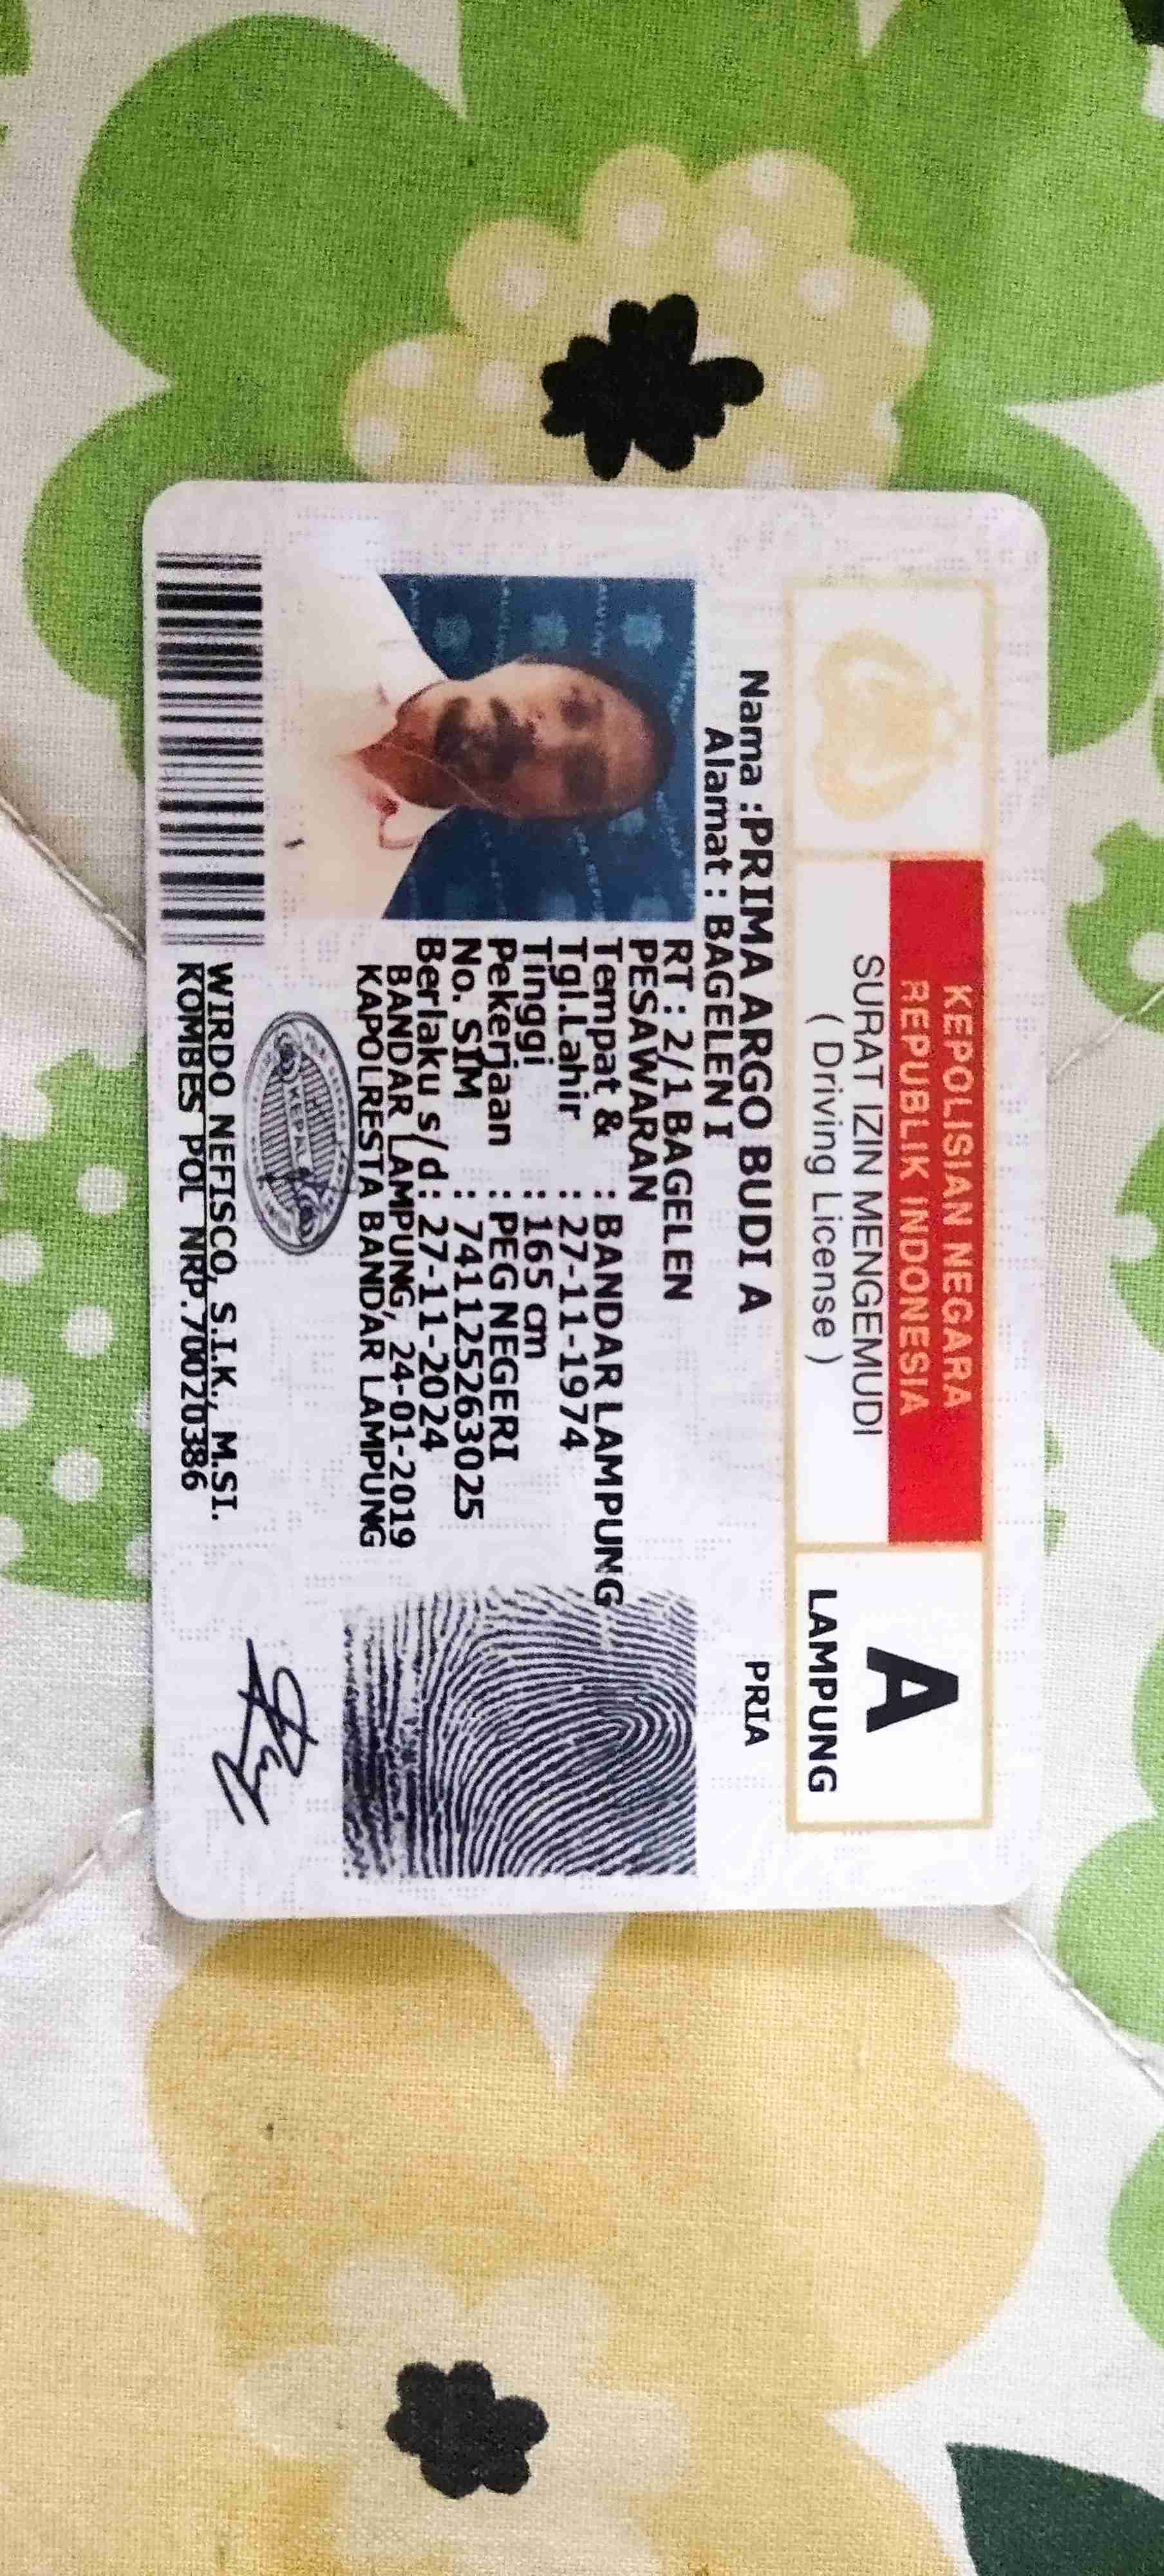 KEPOLISIAN NEGARA
REPUBLIK INDONESIA
SURAT IZIN MENGEMUDI
( Driving License )
A
LAMPUNG
Nama : PRIMA ARGO BUDI A
PRIA
Alamat : BAGELEN I
RT : 2/1 BAGELEN
PESAWARAN
Tempat & : BANDAR LAMPUNG
Tgl.Lahir : 27-11-1974
Tinggi : 165 cm
Pekerjaan : PEG NEGERI
No. SIM : 741125263025
Berlaku s/d : 27-11-2024
BANDAR LAMPUNG, 24-01-2019
KAPOLRESTA BANDAR LAMPUNG
KEPALA
WIRDO NEFISCO, S.I.K., M.SI.
KOMBES POL NRP.70020386